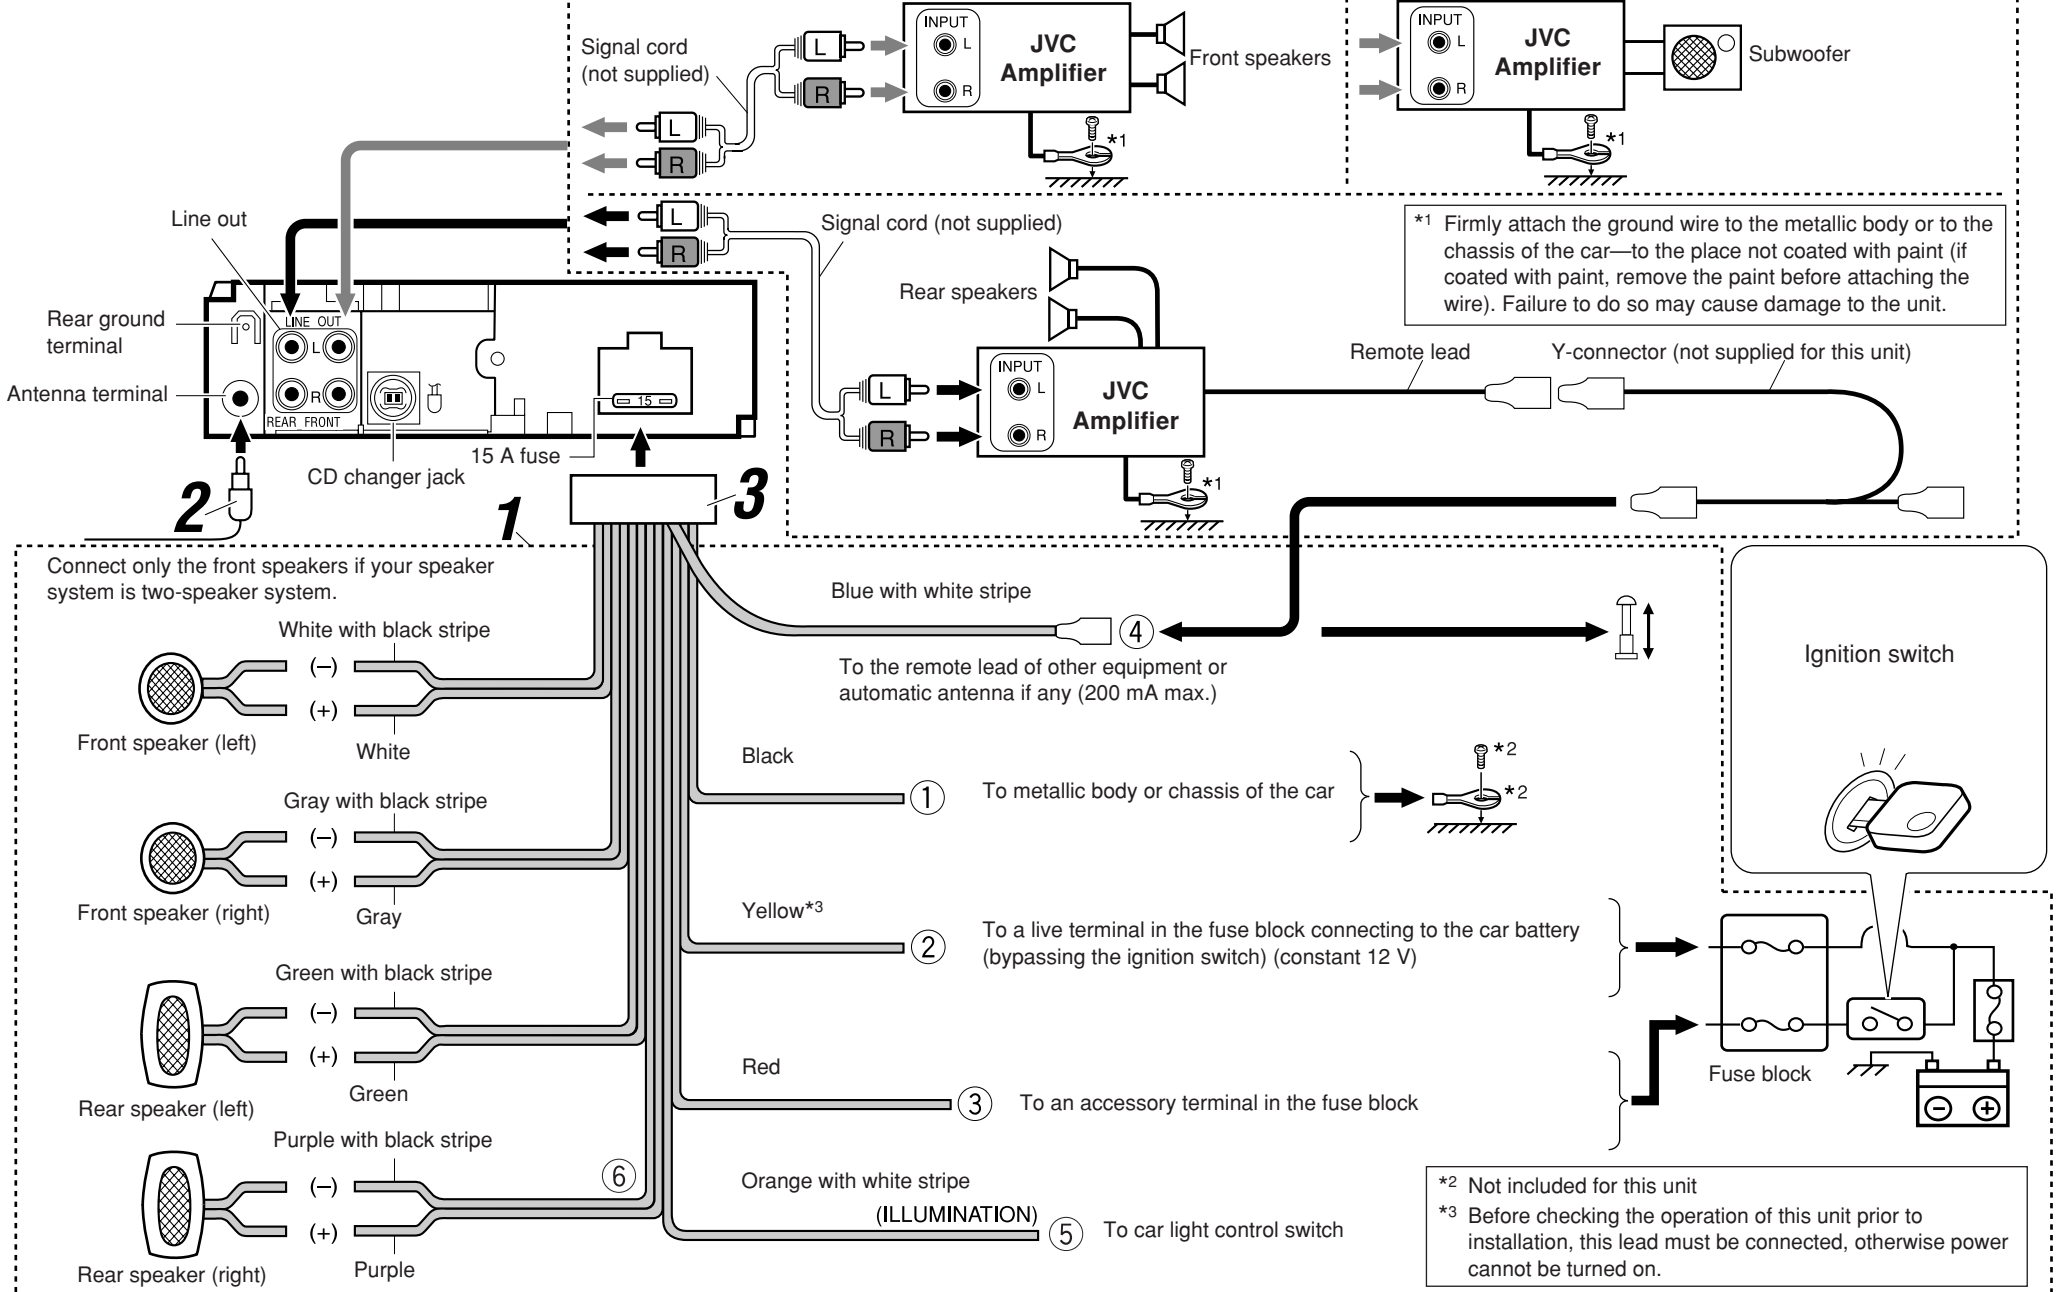 Signal cord
(not supplied)
L
R
L
R
INPUT
L
R
JVC
Amplifier
Front speakers
*1
INPUT
L
R
JVC
Amplifier
Subwoofer
*1
Line out
L
R
Signal cord (not supplied)
*1 Firmly attach the ground wire to the metallic body or to the
chassis of the car—to the place not coated with paint (if
coated with paint, remove the paint before attaching the
wire). Failure to do so may cause damage to the unit.
Rear ground
terminal
Antenna terminal
LINE OUT
L
R
REAR FRONT
15
15 A fuse
CD changer jack
Rear speakers
L
R
INPUT
L
R
JVC
Amplifier
*1
Remote lead
Y-connector (not supplied for this unit)
2
3
1
Connect only the front speakers if your speaker
system is two-speaker system.
Blue with white stripe
④
To the remote lead of other equipment or
automatic antenna if any (200 mA max.)
Ignition switch
White with black stripe
(–)
(+)
White
Front speaker (left)
Black
①
To metallic body or chassis of the car
*2
*2
Gray with black stripe
(–)
(+)
Gray
Front speaker (right)
Yellow*3
②
To a live terminal in the fuse block connecting to the car battery
(bypassing the ignition switch) (constant 12 V)
Green with black stripe
(–)
(+)
Green
Rear speaker (left)
Red
③
To an accessory terminal in the fuse block
Fuse block
Purple with black stripe
(–)
(+)
Purple
Rear speaker (right)
⑥
Orange with white stripe
(ILLUMINATION)
⑤
To car light control switch
*2 Not included for this unit
*3 Before checking the operation of this unit prior to
installation, this lead must be connected, otherwise power
cannot be turned on.